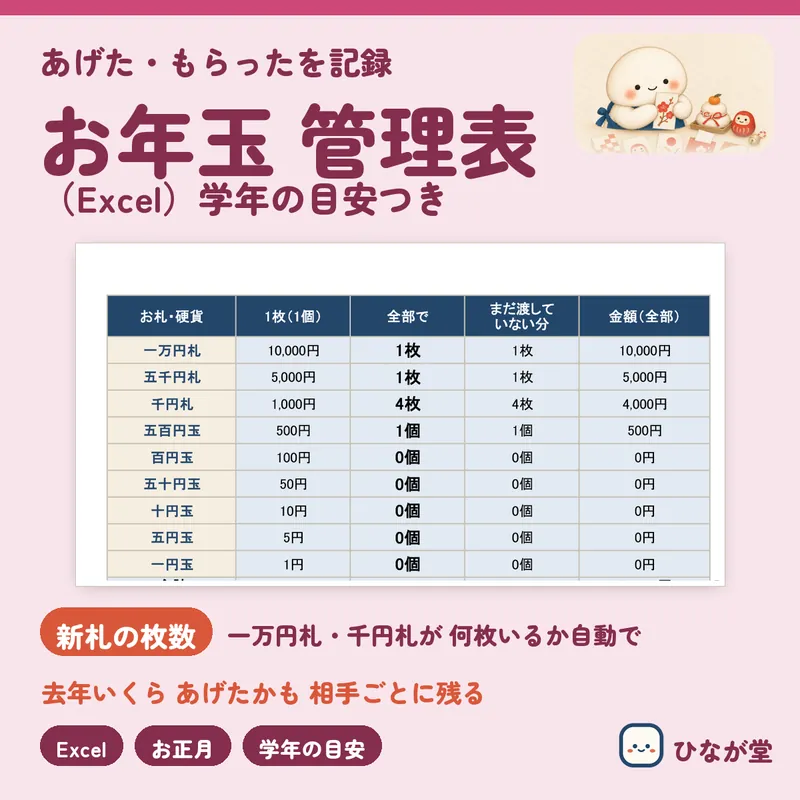 あげた・もらったを記録
お年玉 管理表
（Excel）学年の目安つき
お札・硬貨 1枚（1個） 全部で まだ渡していない分 金額（全部）
一万円札 10,000円 1枚 1枚 10,000円
五千円札 5,000円 1枚 1枚 5,000円
千円札 1,000円 4枚 4枚 4,000円
五百円玉 500円 1個 1個 500円
百円玉 100円 0個 0個 0円
五十円玉 50円 0個 0個 0円
十円玉 10円 0個 0個 0円
五円玉 5円 0個 0個 0円
一円玉 1円 0個 0個 0円
新札の枚数 一万円札・千円札が 何枚いるか自動で
去年いくら あげたかも 相手ごとに残る
Excel お正月 学年の目安
ひなが堂